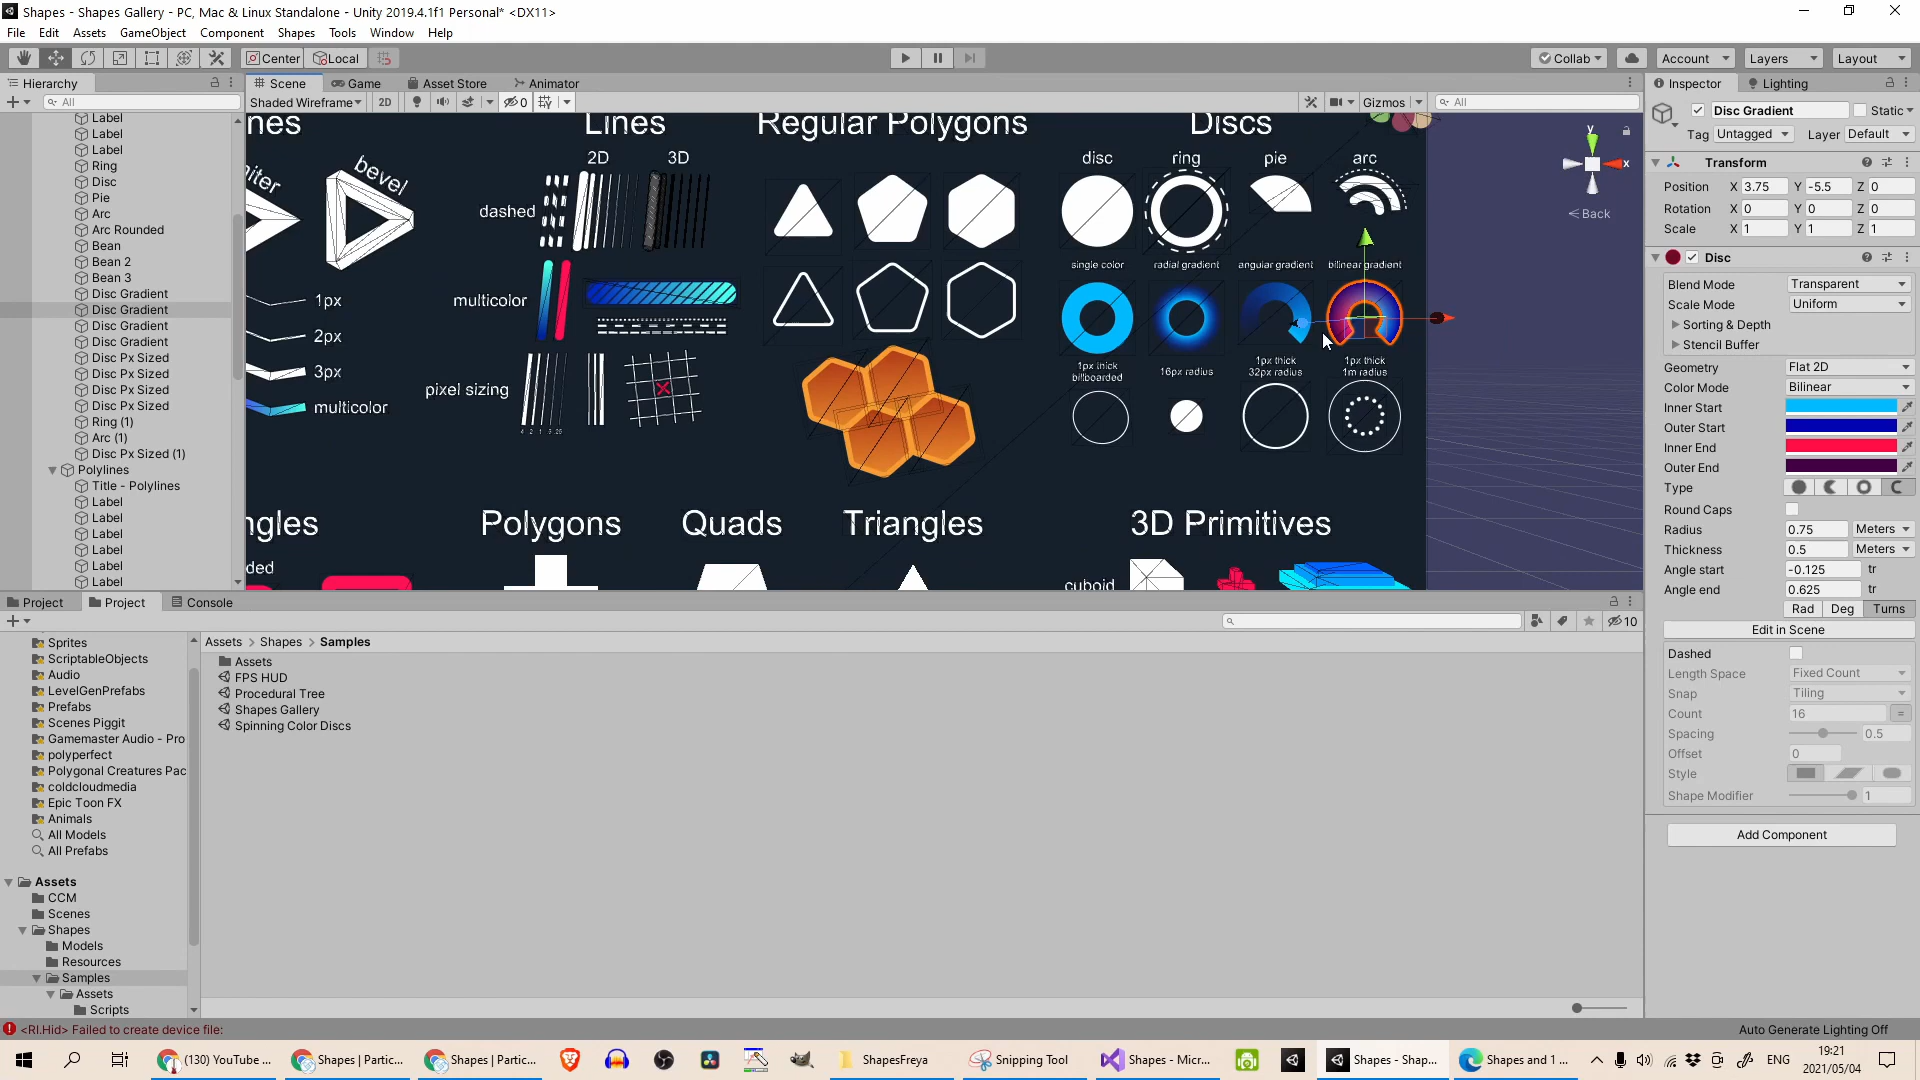 Shapes - Shapes Gallery - PC, Mac & Linux Standalone - Unity 2019.4.1f1 Personal* <DX11>
File Edit Assets GameObject Component Shapes Tools Window Help
Center Local Collab Account Layers Layout
Hierarchy
All
Label
Label
Label
Ring
Disc
Pie
Arc
Arc Rounded
Bean
Bean 2
Bean 3
Disc Gradient
Disc Gradient
Disc Gradient
Disc Gradient
Disc Px Sized
Disc Px Sized
Disc Px Sized
Disc Px Sized
Ring (1)
Arc (1)
Disc Px Sized (1)
Polylines
Title - Polylines
Label
Label
Label
Label
Label
Label
Scene Game Asset Store Animator
Shaded Wireframe 2D 0 Gizmos All
nes
miter
bevel
1px
2px
3px
multicolor
Lines
2D 3D
dashed
multicolor
pixel sizing
4 2 1 .5 .25
Regular Polygons
Discs
disc ring pie arc
single color radial gradient angular gradient bilinear gradient
1px thick
billboarded
16px radius
1px thick
32px radius
1px thick
1m radius
y
x
Back
ngles
ded
Polygons
Quads
Triangles
3D Primitives
cuboid
Inspector Lighting
Disc Gradient Static
Tag Untagged Layer Default
Transform
Position X 3.75 Y -5.5 Z 0
Rotation X 0 Y 0 Z 0
Scale X 1 Y 1 Z 1
Disc
Blend Mode Transparent
Scale Mode Uniform
Sorting & Depth
Stencil Buffer
Geometry Flat 2D
Color Mode Bilinear
Inner Start
Outer Start
Inner End
Outer End
Type
Round Caps
Radius 0.75 Meters
Thickness 0.5 Meters
Angle start -0.125 tr
Angle end 0.625 tr
Rad Deg Turns
Edit in Scene
Dashed
Length Space Fixed Count
Snap Tiling
Count 16 =
Spacing 0.5
Offset 0
Style
Shape Modifier 1
Add Component
Project Project Console
10
Sprites
ScriptableObjects
Audio
LevelGenPrefabs
Prefabs
Scenes Piggit
Gamemaster Audio - Pro
polyperfect
Polygonal Creatures Pac
coldcloudmedia
Epic Toon FX
Animals
All Models
All Prefabs
Assets
CCM
Scenes
Shapes
Models
Resources
Samples
Assets
Scripts
Assets > Shapes > Samples
Assets
FPS HUD
Procedural Tree
Shapes Gallery
Spinning Color Discs
<RI.Hid> Failed to create device file:
Auto Generate Lighting Off
(130) YouTube ... Shapes | Partic... Shapes | Partic... ShapesFreya Snipping Tool Shapes - Micr... Shapes - Shap... Shapes and 1 ... ENG
19:21
2021/05/04